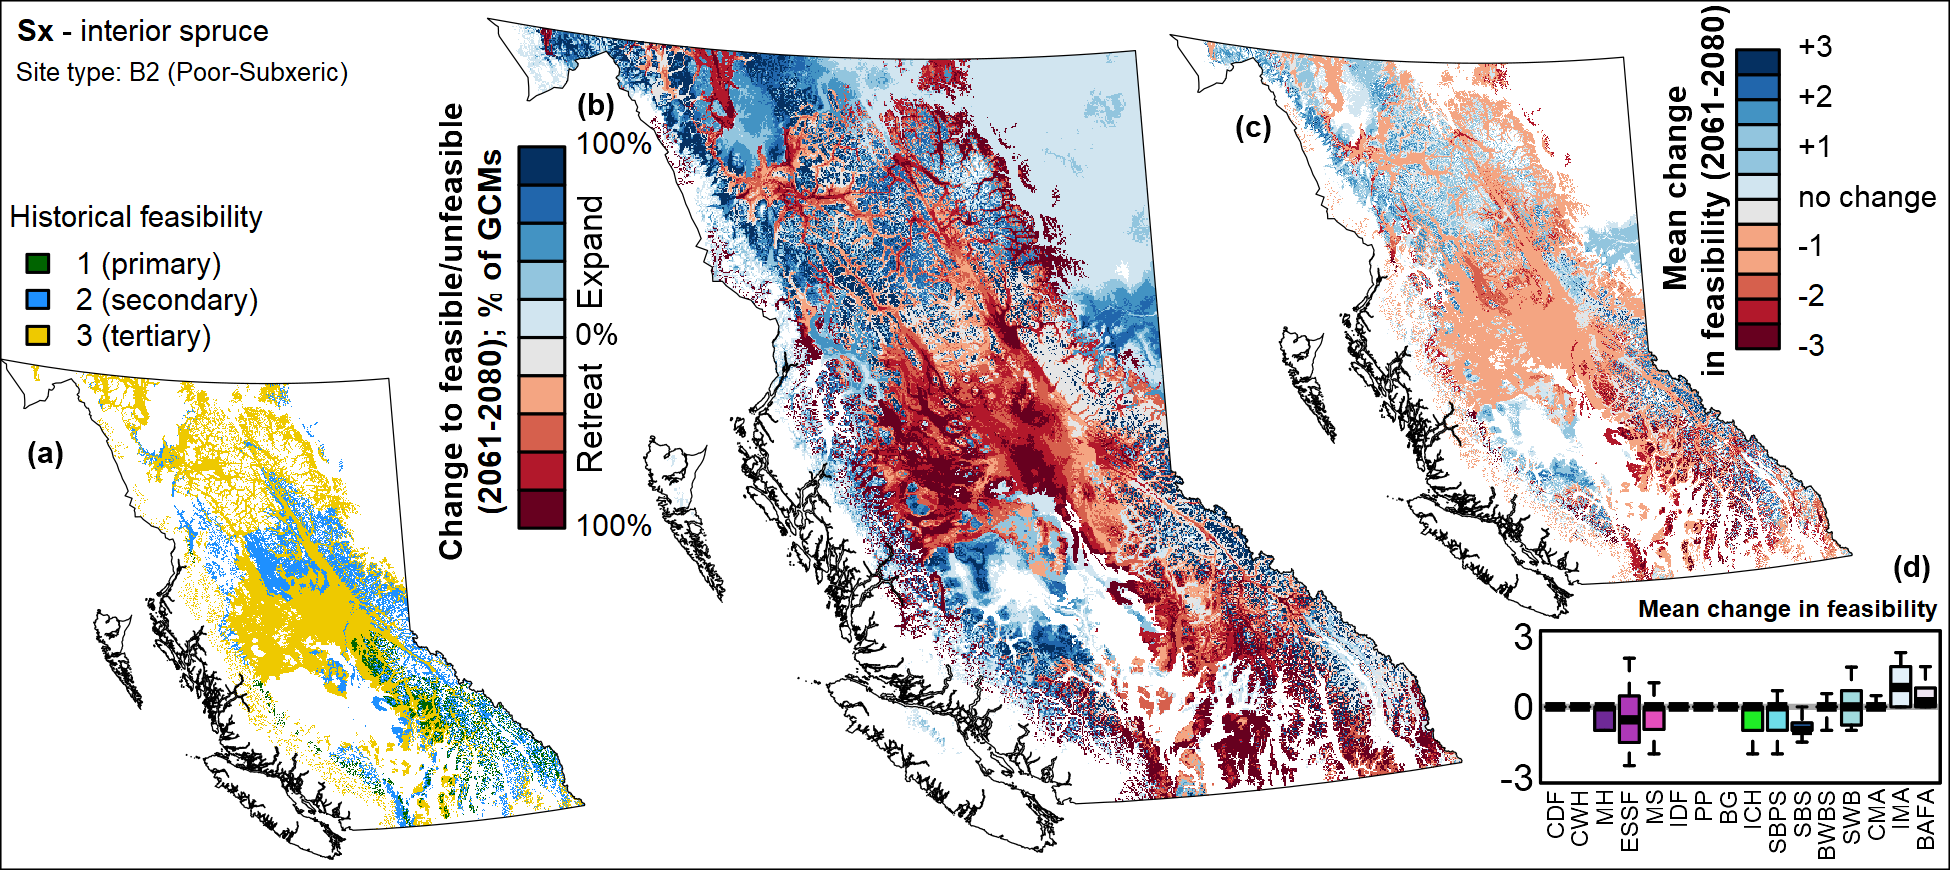 Sx - interior spruce
Site type: B2 (Poor-Subxeric)
Historical feasibility
1 (primary)
2 (secondary)
3 (tertiary)
(a)
(b)
Change to feasible/unfeasible
(2061-2080); % of GCMs
100%
Expand
0%
Retreat
100%
(c)
Mean change
in feasibility (2061-2080)
+3
+2
+1
no change
-1
-2
-3
(d)
Mean change in feasibility
3
0
-3
CDF
CWH
MH
ESSF
MS
IDF
PP
BG
ICH
SBPS
SBS
BWBS
SWB
CMA
IMA
BAFA